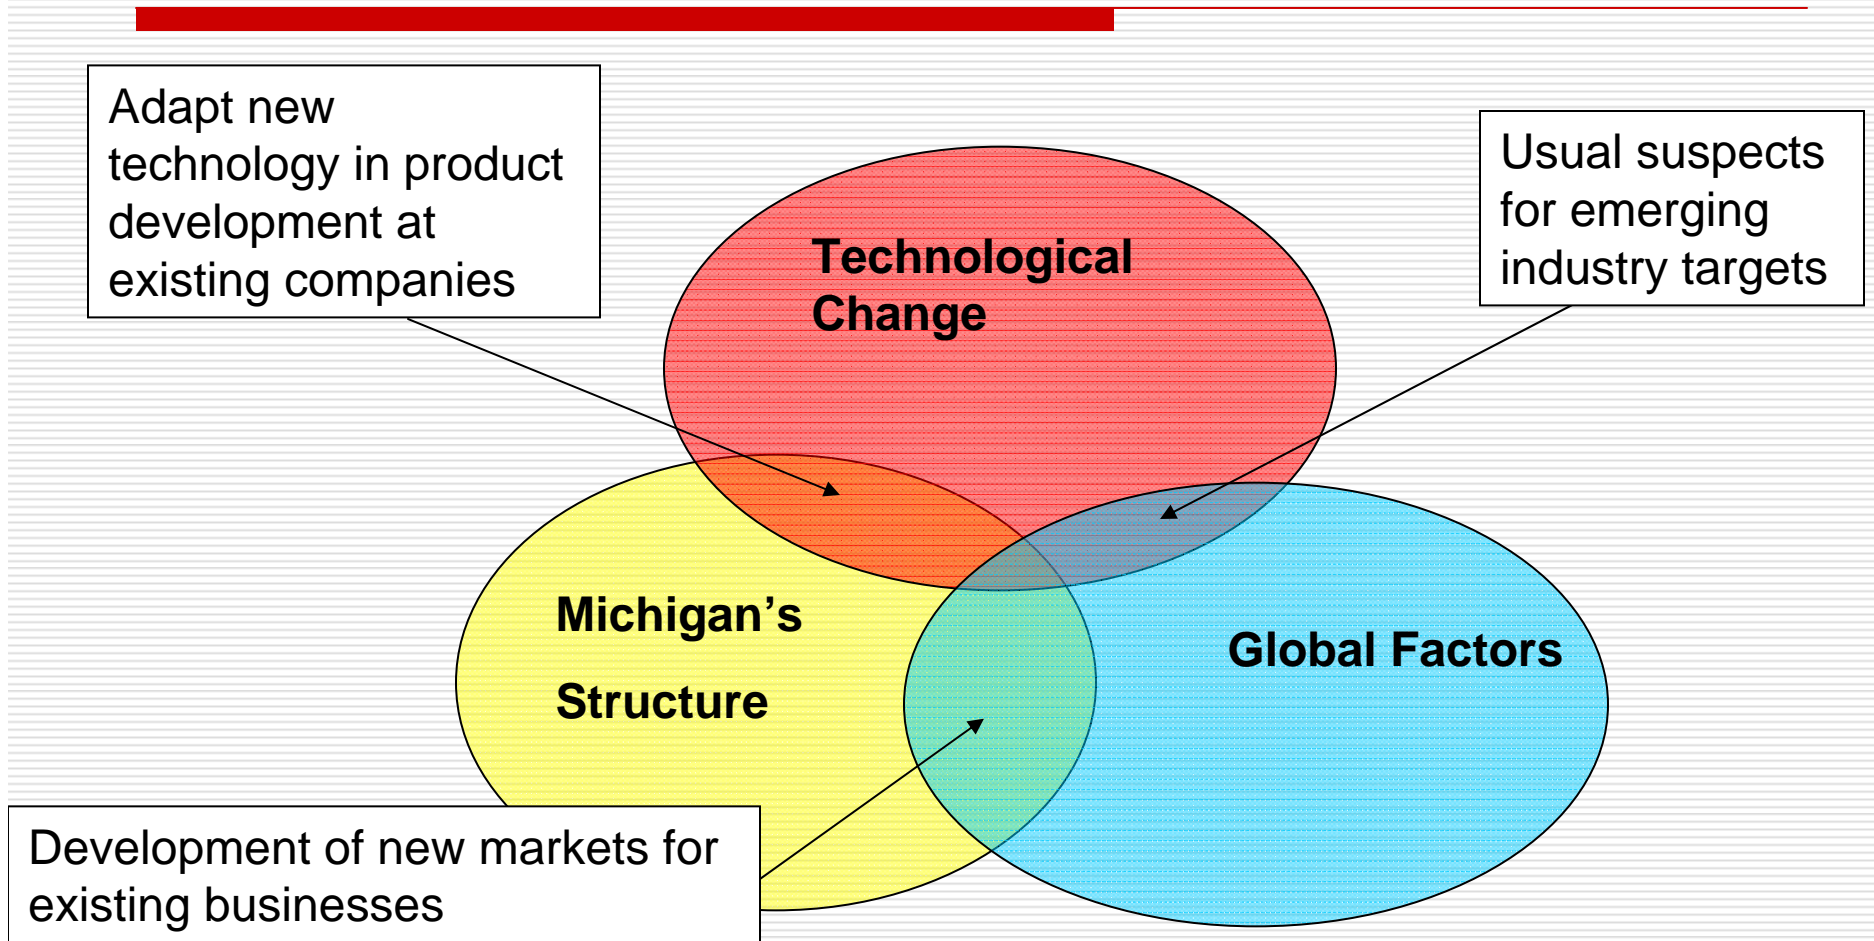 Adapt new
technology in product
development at
existing companies
Usual suspects
for emerging
industry targets
Technological
Change
Michigan’s
Structure
Global Factors
Development of new markets for
existing businesses